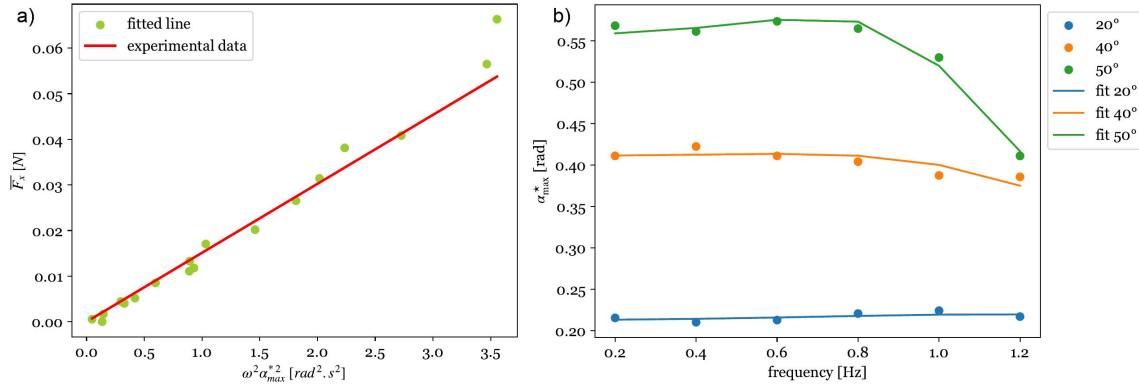 a)
fitted line
experimental data
0.06
0.05
0.04
0.03
0.02
0.01
0.00
F̅ₓ [N]
0.0 0.5 1.0 1.5 2.0 2.5 3.0 3.5
ω²α*²max [rad².s²]
b)
0.55
0.50
0.45
0.40
0.35
0.30
0.25
0.20
α★max [rad]
0.2 0.4 0.6 0.8 1.0 1.2
frequency [Hz]
20°
40°
50°
fit 20°
fit 40°
fit 50°